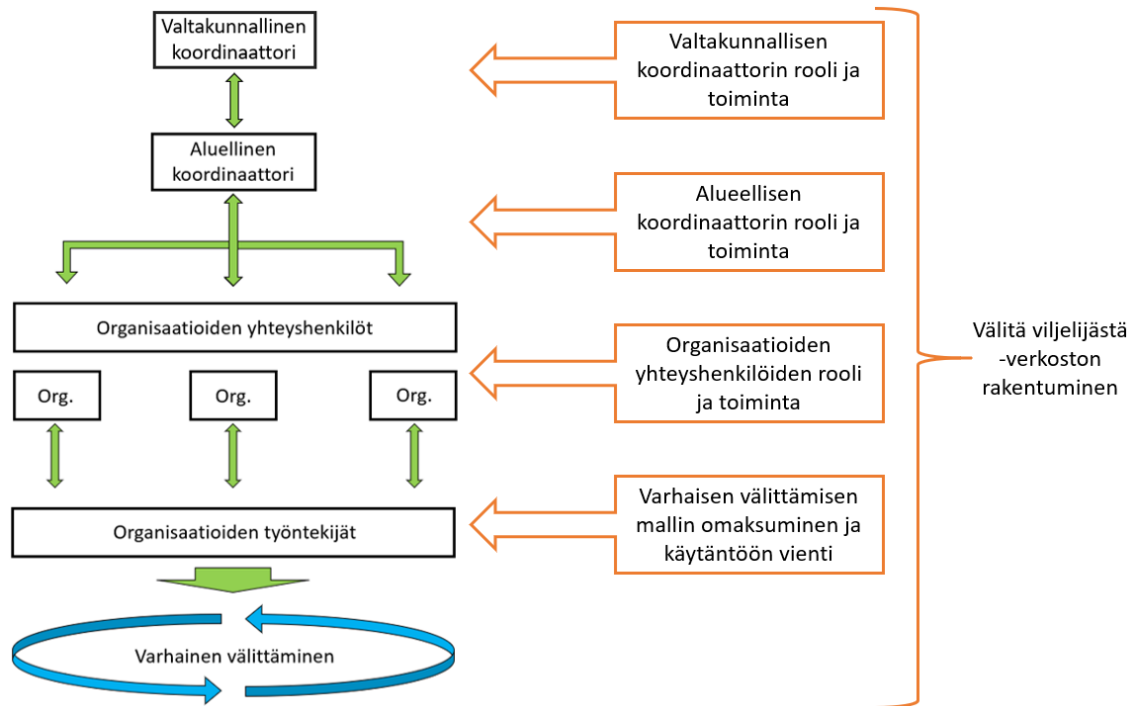 Valtakunnallinen
koordinaattori
Aluellinen
koordinaattori
Organisaatioiden yhteyshenkilöt
Org.
Org.
Org.
Organisaatioiden työntekijät
Varhainen välittäminen
Valtakunnallisen
koordinaattorin rooli ja
toiminta
Alueellisen
koordinaattorin rooli ja
toiminta
Organisaatioiden
yhteyshenkilöiden rooli
ja toiminta
Varhaisen välittämisen
mallin omaksuminen ja
käytäntöön vienti
Välitä viljelijästä
-verkoston
rakentuminen